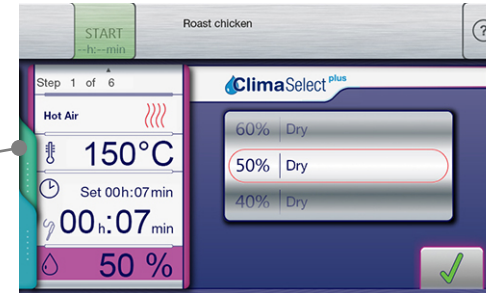 Roast chicken
START
--h:--min
?
Step 1 of 6
ClimaSelect plus
Hot Air
60% Dry
150°C
50% Dry
Set 00h:07min
40% Dry
00h:07min
50 %